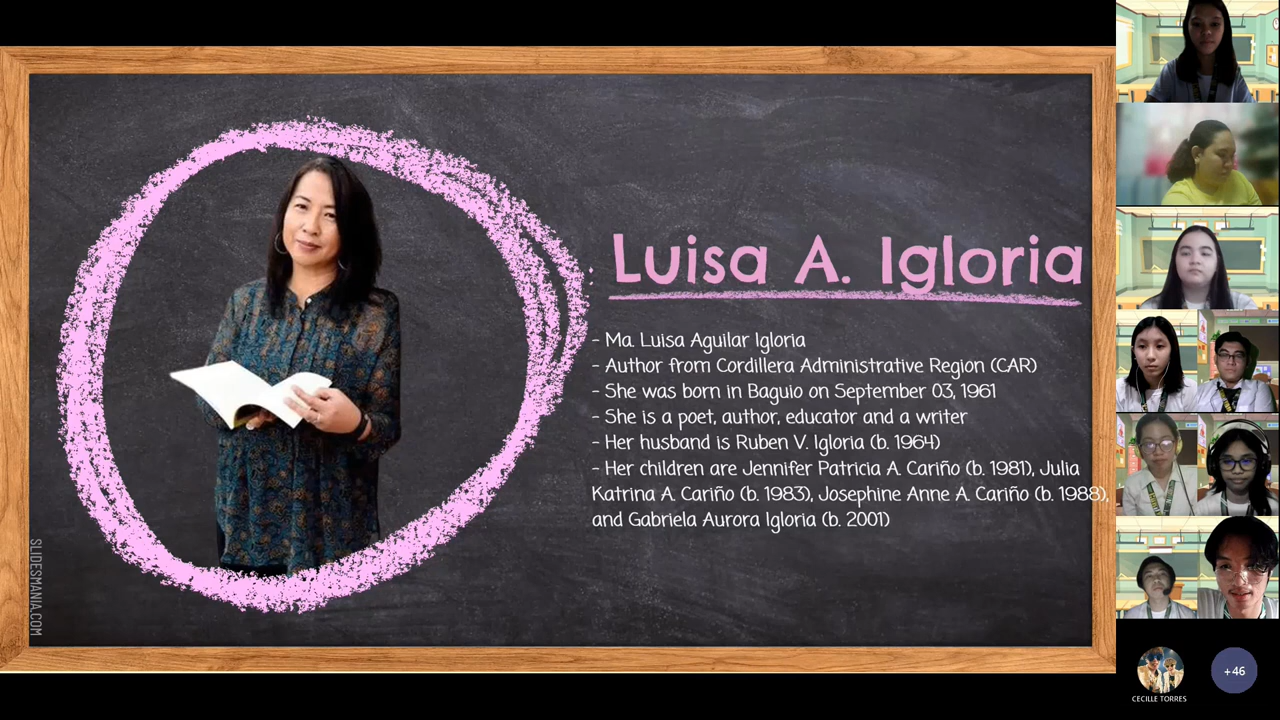 Luisa A. Igloria
- Ma. Luisa Aguilar Igloria
- Author from Cordillera Administrative Region (CAR)
- She was born in Baguio on September 03, 1961
- She is a poet, author, educator and a writer
- Her husband is Ruben V. Igloria (b. 1964)
- Her children are Jennifer Patricia A. Cariño (b. 1981), Julia
Katrina A. Cariño (b. 1983), Josephine Anne A. Cariño (b. 1988),
and Gabriela Aurora Igloria (b. 2001)
SLIDESMANIA.COM
CECILLE TORRES
+46